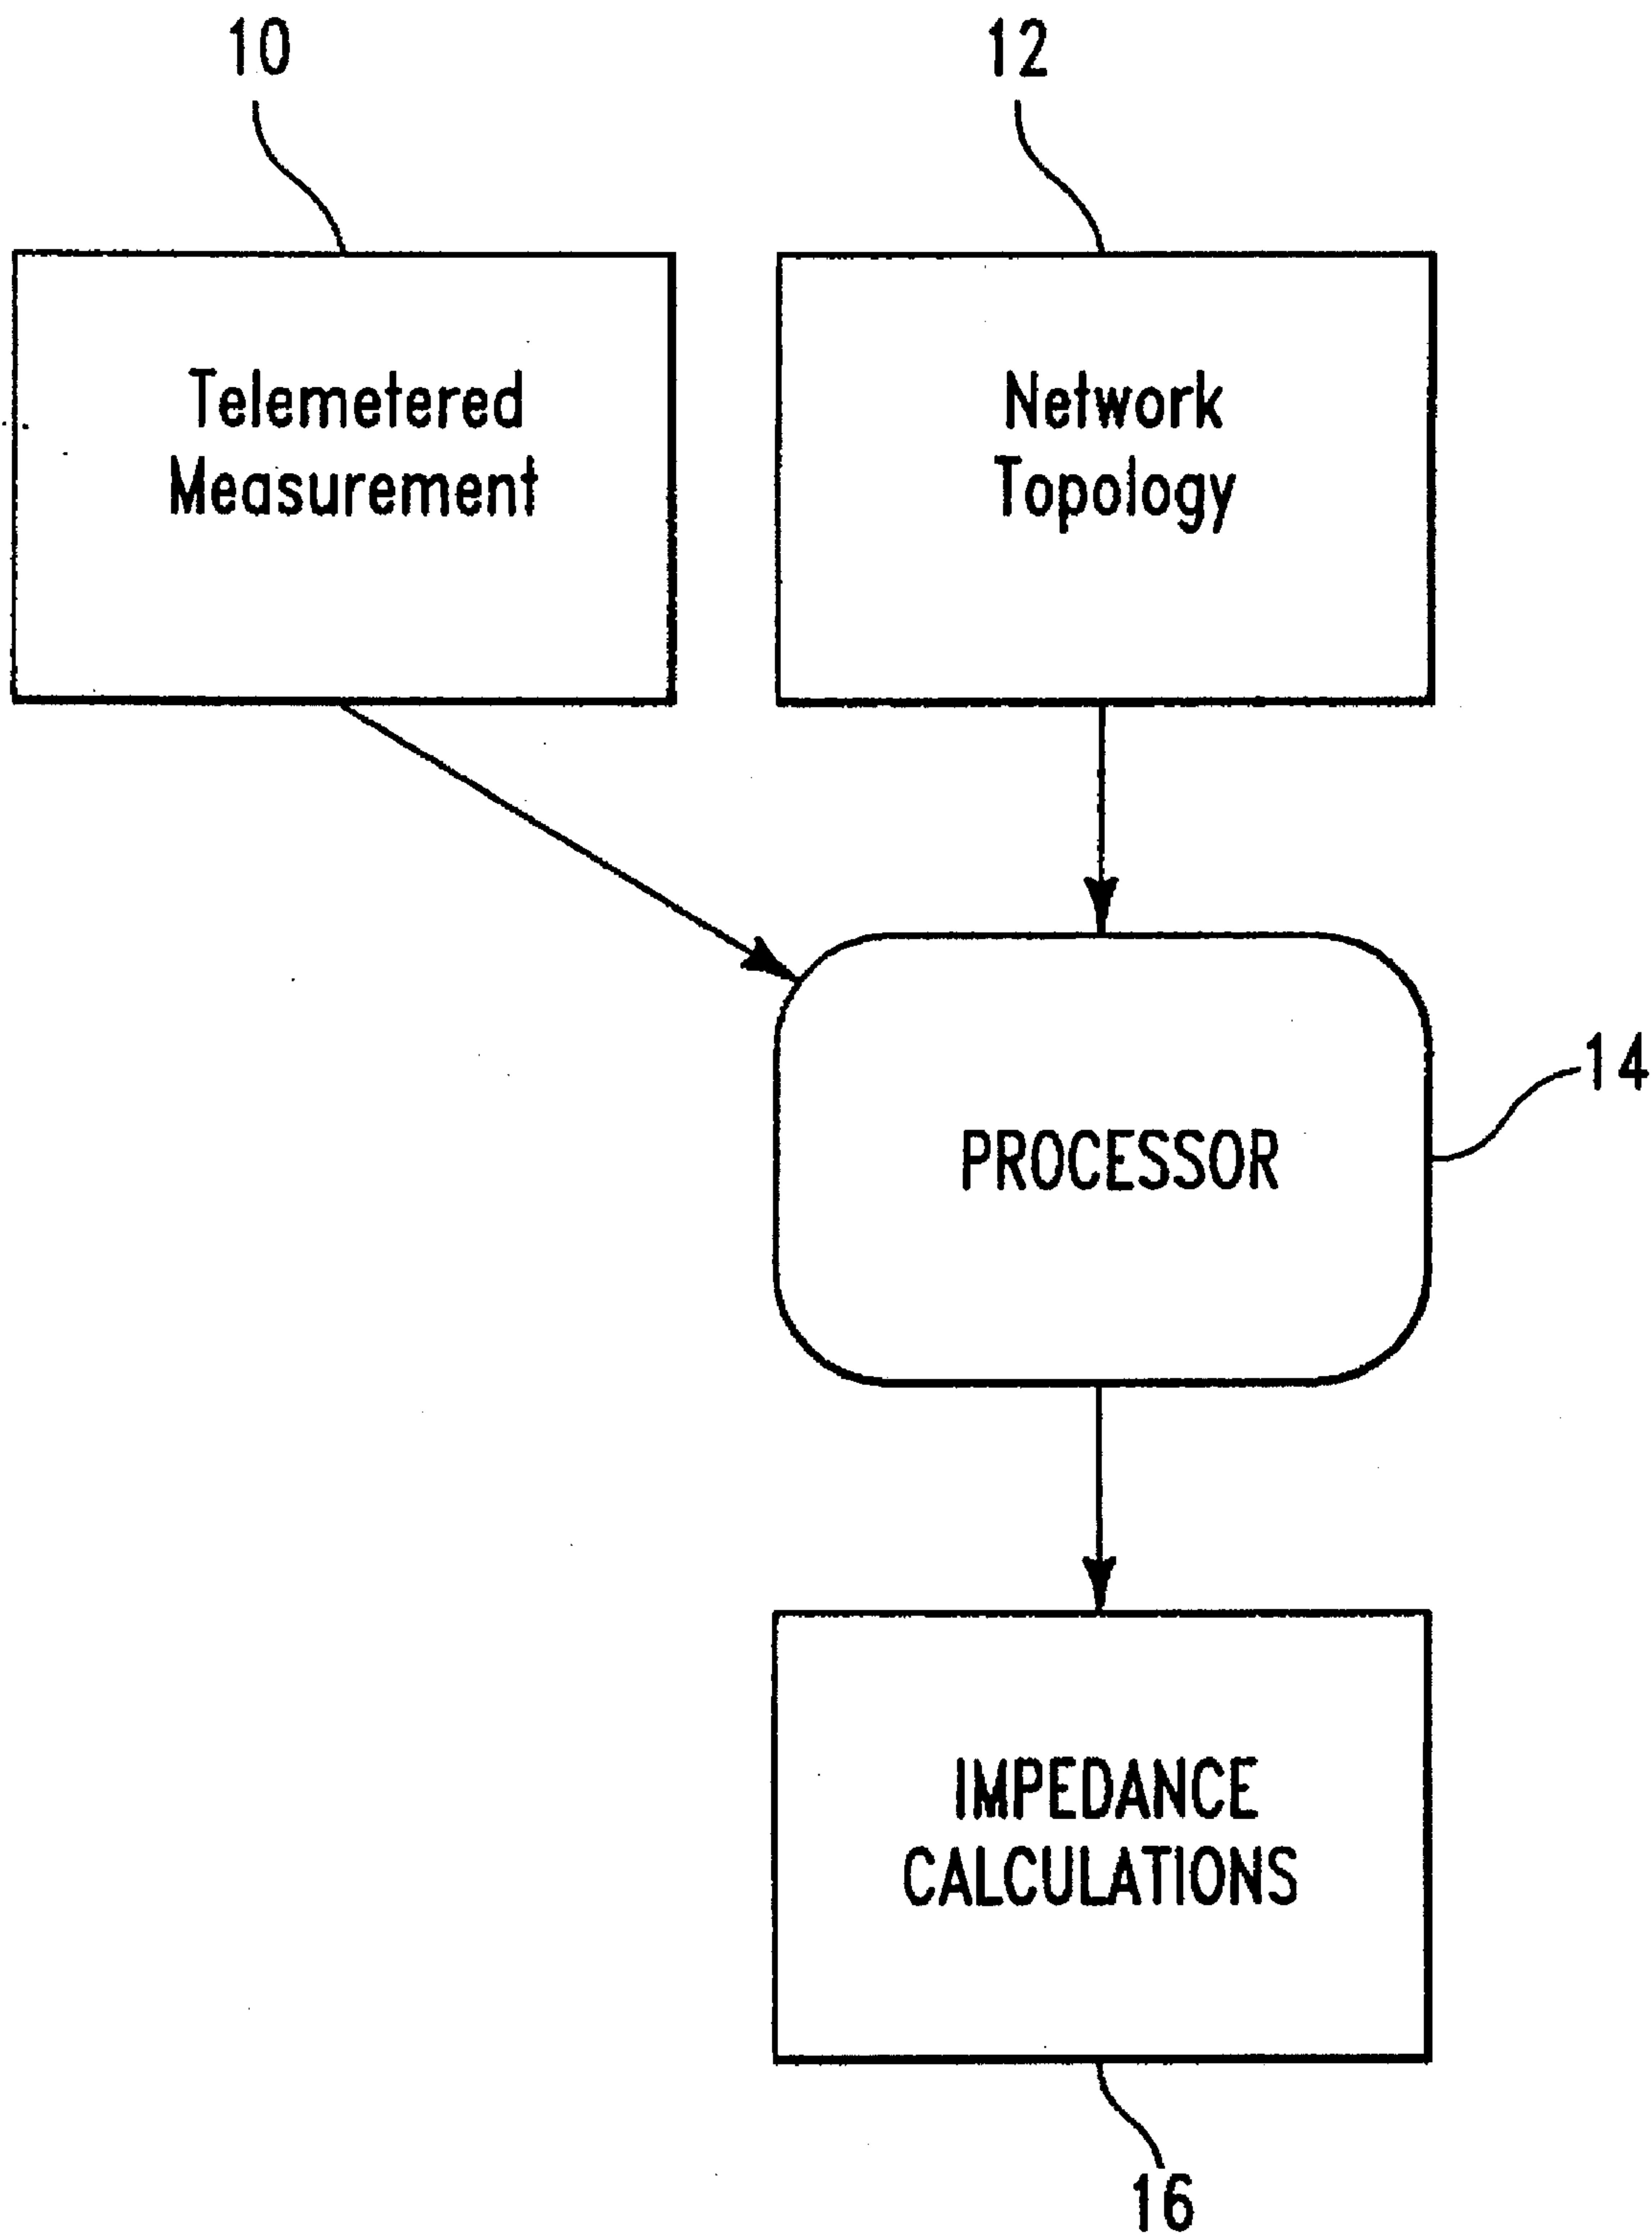 10
12
Telemetered
Measurement
Network
Topology
14
PROCESSOR
IMPEDANCE
CALCULATIONS
16